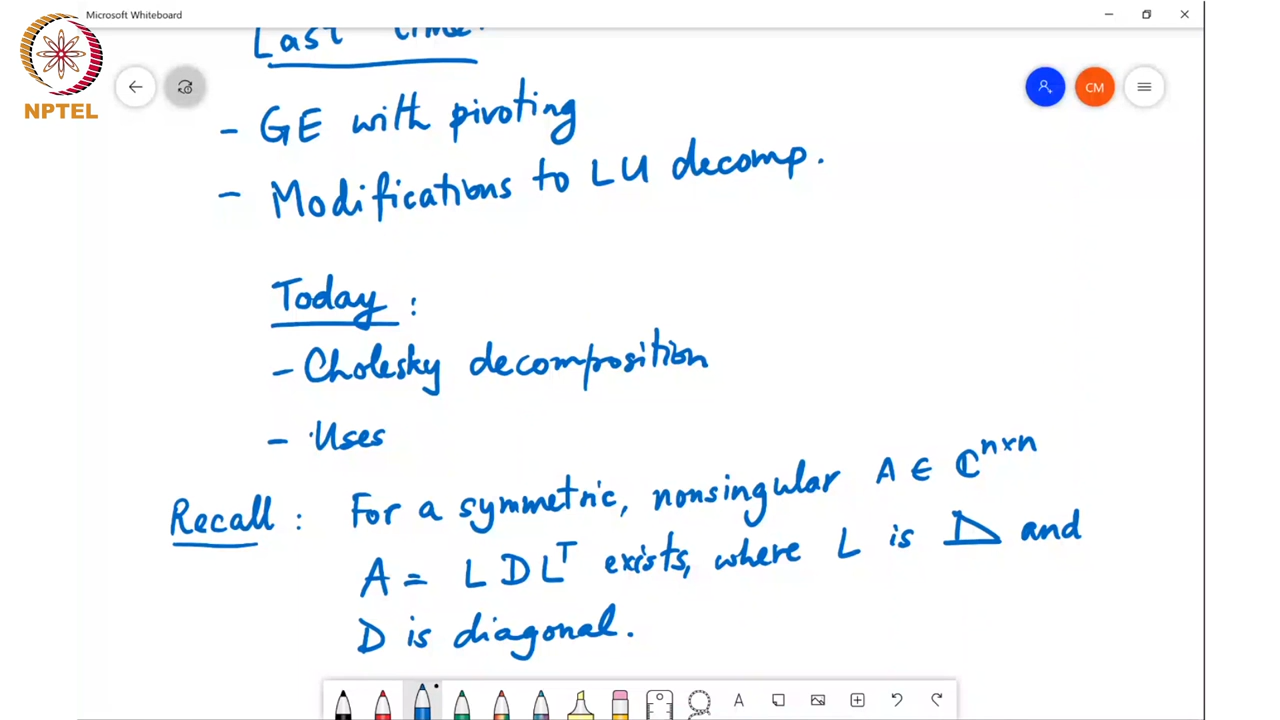 Microsoft Whiteboard
NPTEL
CM
Last time:
- GE with pivoting
- Modifications to LU decomp.
Today :
- Cholesky decomposition
- Uses
Recall : For a symmetric, nonsingular A ∈ ℂ^{n×n}
A = L D L^T exists, where L is ◺ and
D is diagonal.
A